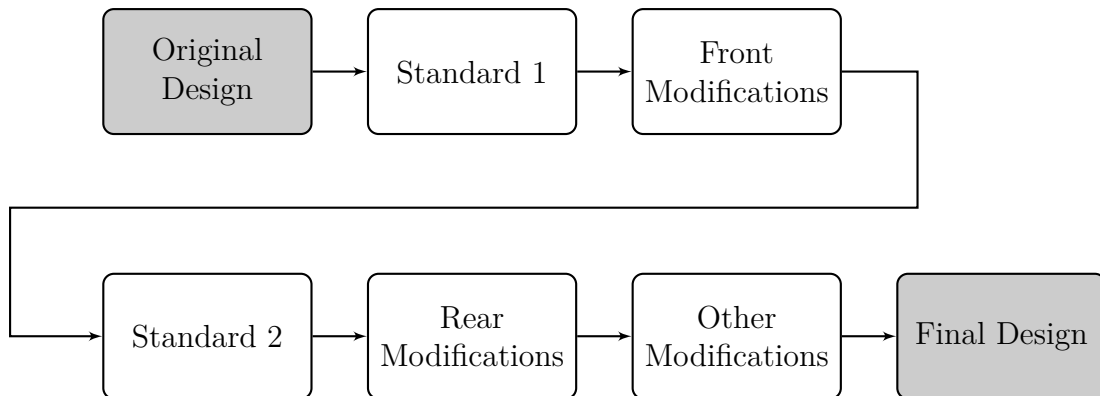 Original
Design
Standard 1
Front
Modifications
Standard 2
Rear
Modifications
Other
Modifications
Final Design